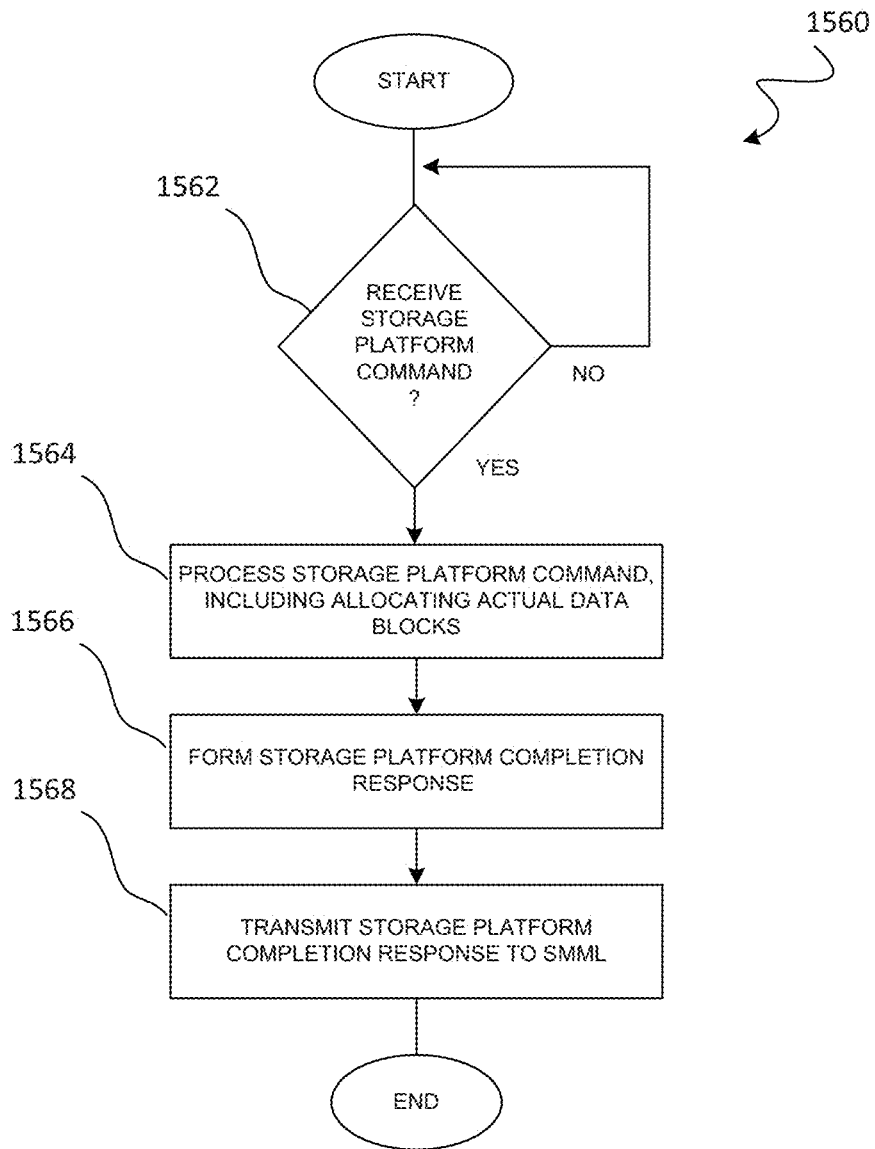 1560
START
1562
RECEIVE
STORAGE
PLATFORM
COMMAND
?
NO
YES
1564
PROCESS STORAGE PLATFORM COMMAND,
INCLUDING ALLOCATING ACTUAL DATA
BLOCKS
1566
FORM STORAGE PLATFORM COMPLETION
RESPONSE
1568
TRANSMIT STORAGE PLATFORM
COMPLETION RESPONSE TO SMML
END